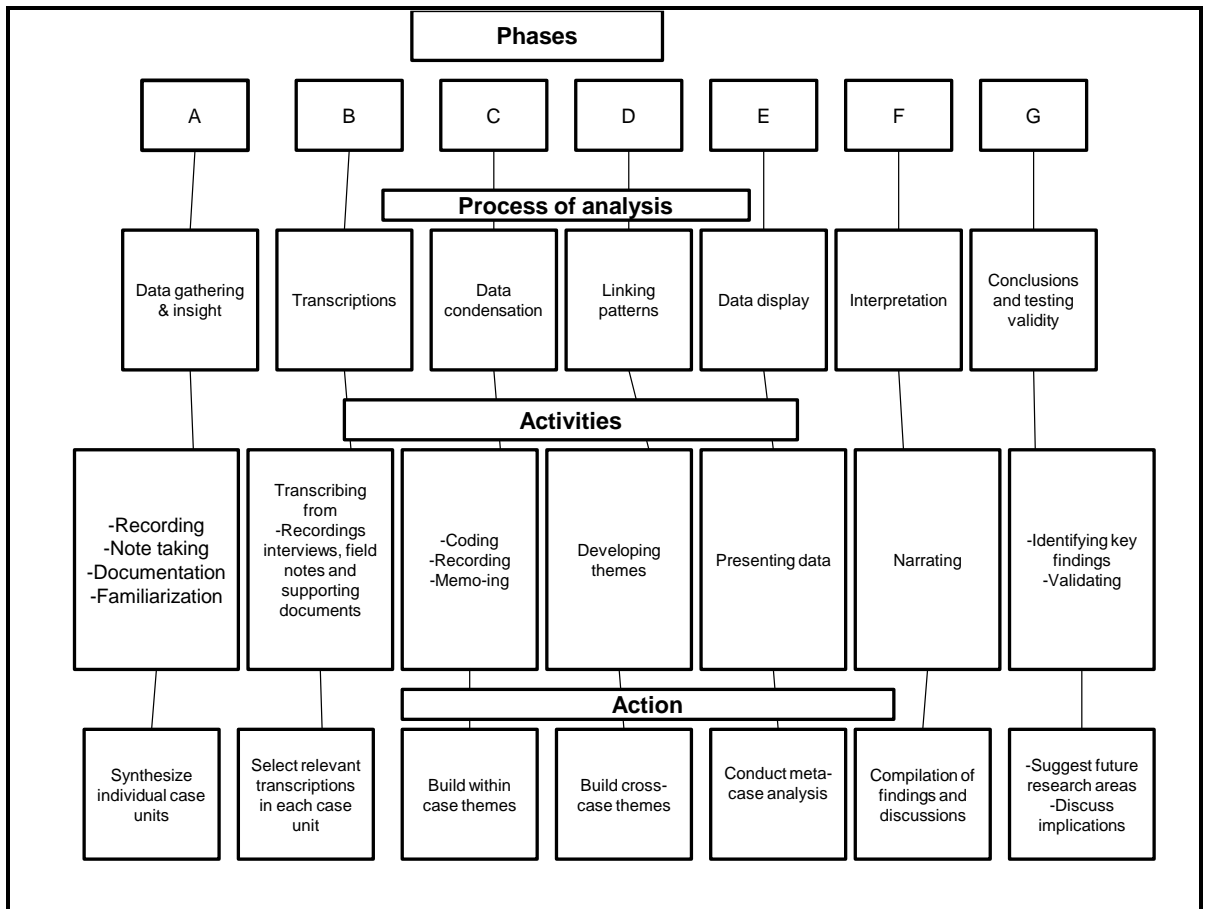 Phases
A
B
C
D
E
F
G
Process of analysis
Data gathering
& insight
Transcriptions
Data
condensation
Linking
patterns
Data display
Interpretation
Conclusions
and testing
validity
Activities
-Recording
-Note taking
-Documentation
-Familiarization
Transcribing
from
-Recordings
interviews, field
notes and
supporting
documents
-Coding
-Recording
-Memo-ing
Developing
themes
Presenting data
Narrating
-Identifying key
findings
-Validating
Action
Synthesize
individual case
units
Select relevant
transcriptions
in each case
unit
Build within
case themes
Build cross-
case themes
Conduct meta-
case analysis
Compilation of
findings and
discussions
-Suggest future
research areas
-Discuss
implications